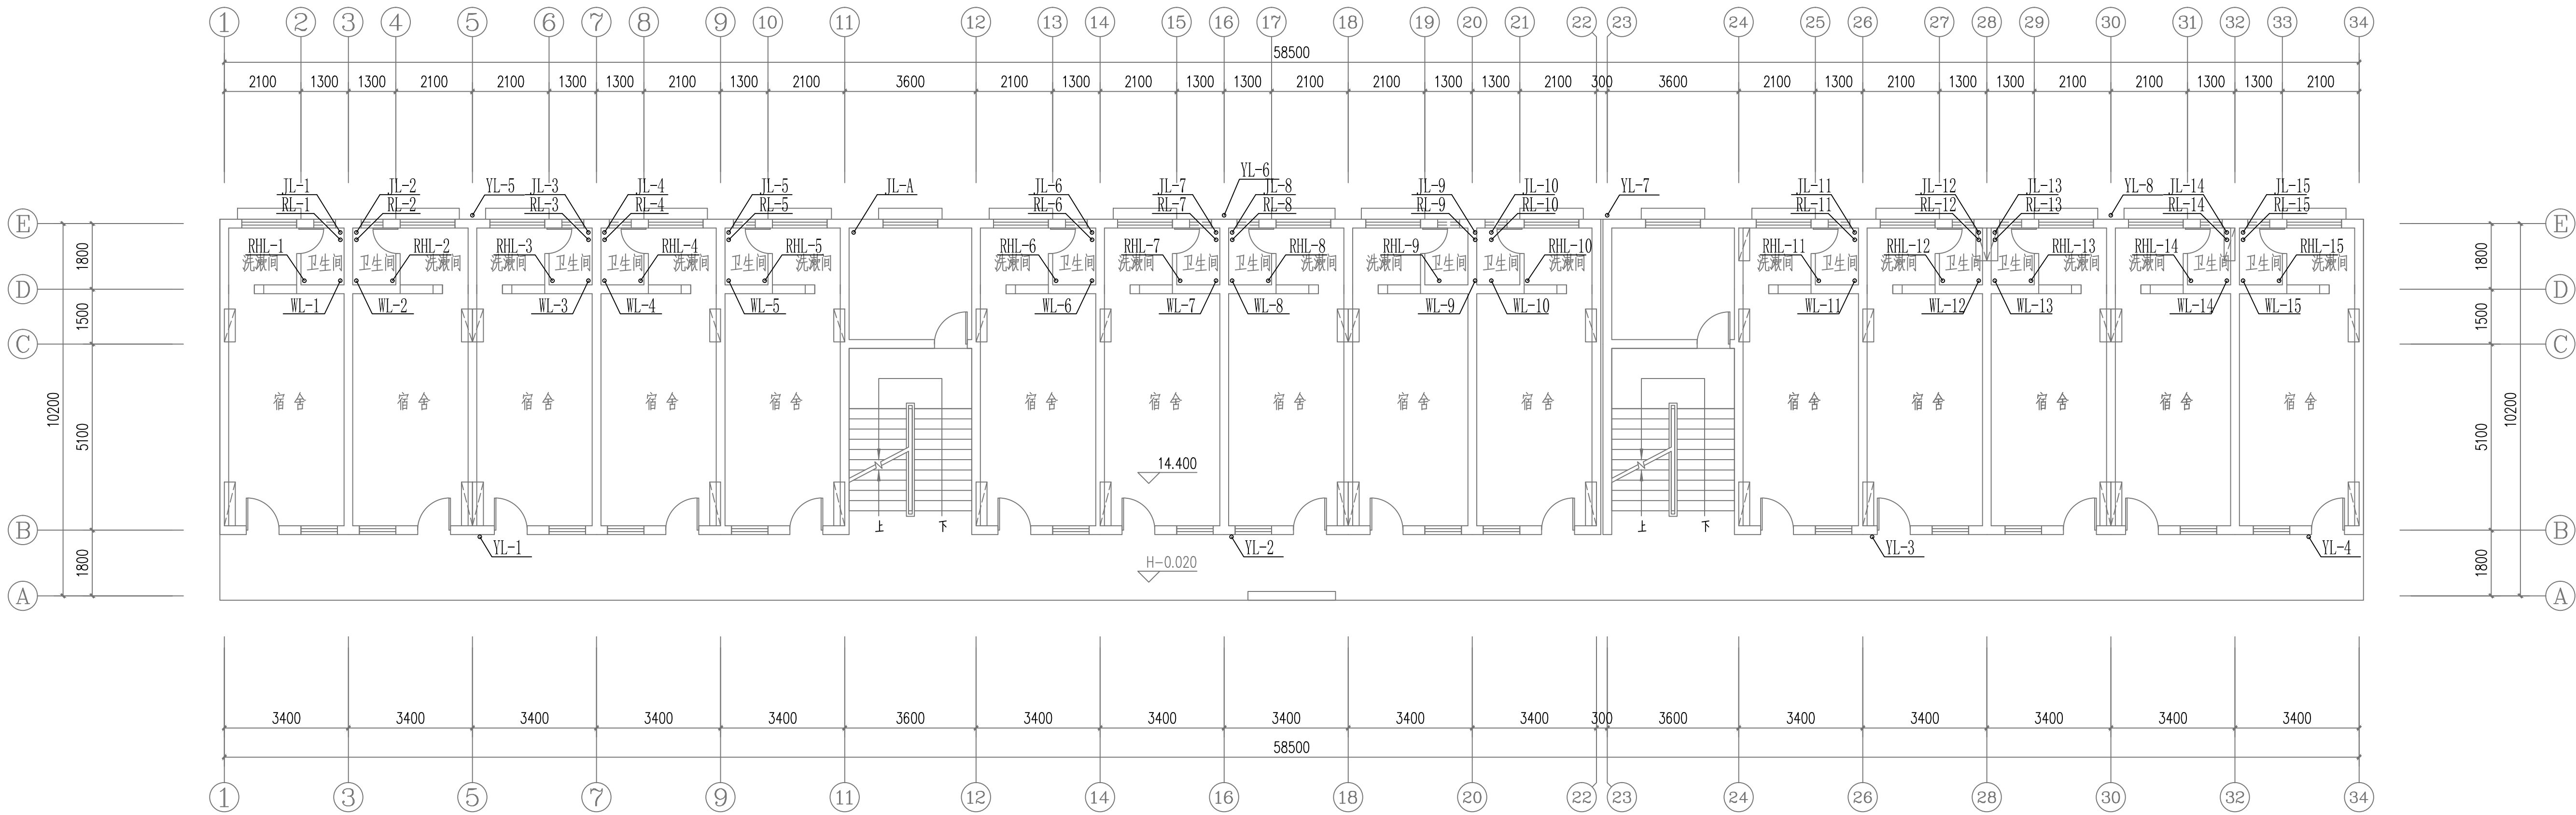 1 2 3 4 5 6 7 8 9 10 11 12 13 14 15 16 17 18 19 20 21 22 23 24 25 26 27 28 29 30 31 32 33 34
58500
2100 1300 1300 2100 2100 1300 1300 2100 1300 2100 3600 2100 1300 2100 1300 1300 2100 2100 1300 1300 2100 300 3600 2100 1300 2100 1300 1300 2100 2100 1300 1300 2100
YL-6
JL-1 JL-2 YL-5 JL-3 JL-4 JL-5 JL-A JL-6 JL-7 JL-8 JL-9 JL-10 YL-7 JL-11 JL-12 JL-13 YL-8 JL-14 JL-15
RL-1 RL-2 RL-3 RL-4 RL-5 RL-6 RL-7 RL-8 RL-9 RL-10 RL-11 RL-12 RL-13 RL-14 RL-15
E E
RHL-1 RHL-2 RHL-3 RHL-4 RHL-5 RHL-6 RHL-7 RHL-8 RHL-9 RHL-10 RHL-11 RHL-12 RHL-13 RHL-14 RHL-15
1800 1800
洗漱间 卫生间 卫生间 洗漱间 洗漱间 卫生间 卫生间 洗漱间 卫生间 洗漱间 洗漱间 卫生间 洗漱间 卫生间 卫生间 洗漱间 洗漱间 卫生间 卫生间 洗漱间 洗漱间 卫生间 洗漱间 卫生间 卫生间 洗漱间 洗漱间 卫生间 卫生间 洗漱间
D D
WL-1 WL-2 WL-3 WL-4 WL-5 WL-6 WL-7 WL-8 WL-9 WL-10 WL-11 WL-12 WL-13 WL-14 WL-15
1500 1500
C C
宿 舍 宿 舍 宿 舍 宿 舍 宿 舍 宿 舍 宿 舍 宿 舍 宿 舍 宿 舍 宿 舍 宿 舍 宿 舍 宿 舍 宿 舍
10200 10200
5100 5100
14.400
上 下 上 下
B B
YL-1 YL-2 YL-3 YL-4
H-0.020
1800 1800
A A
3400 3400 3400 3400 3400 3600 3400 3400 3400 3400 3400 300 3600 3400 3400 3400 3400 3400
58500
1 3 5 7 9 11 12 14 16 18 20 22 23 24 26 28 30 32 34